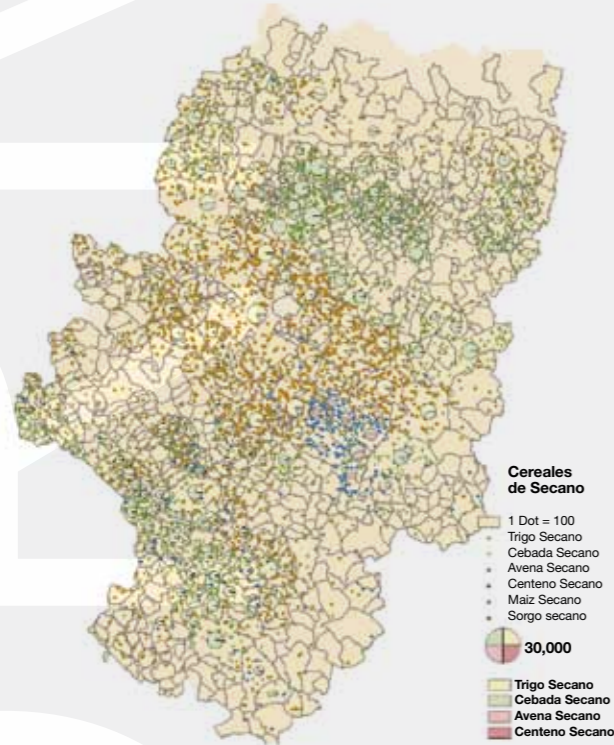 Cereales
de Secano
1 Dot = 100
Trigo Secano
Cebada Secano
Avena Secano
Centeno Secano
Maiz Secano
Sorgo secano
30,000
Trigo Secano
Cebada Secano
Avena Secano
Centeno Secano